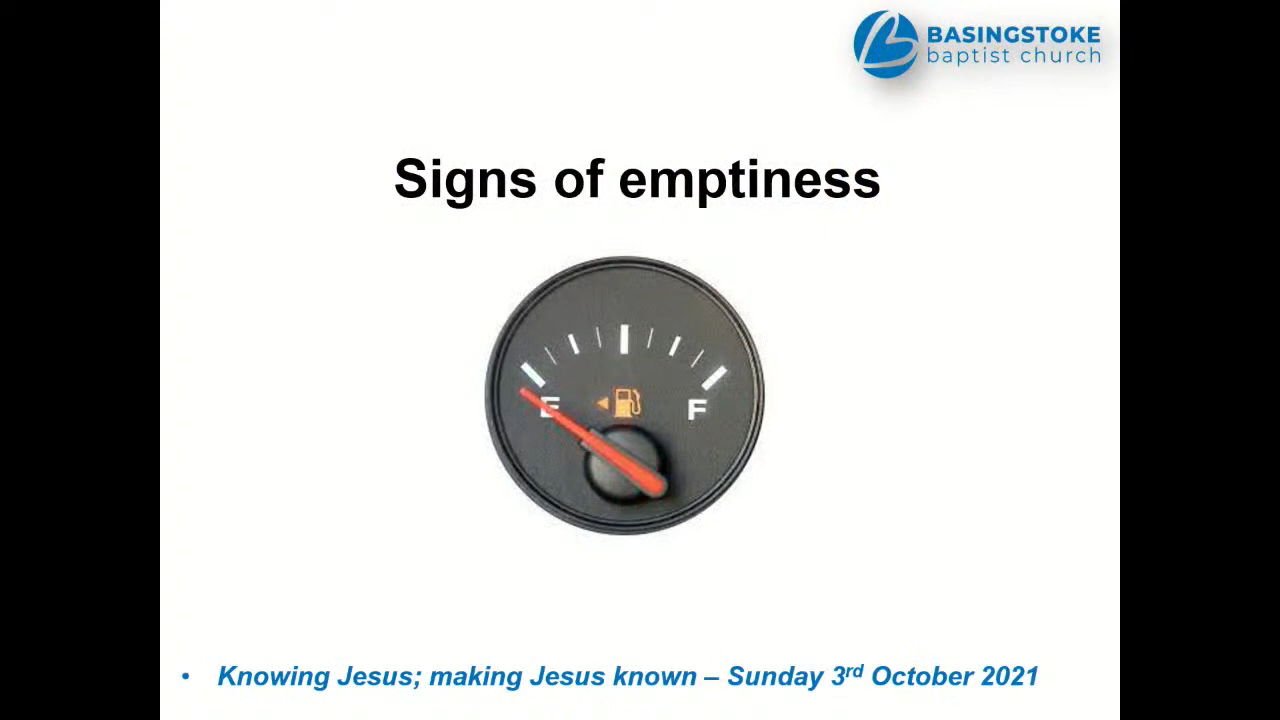 BASINGSTOKE
baptist church
Signs of emptiness
E
F
• Knowing Jesus; making Jesus known – Sunday 3rd October 2021